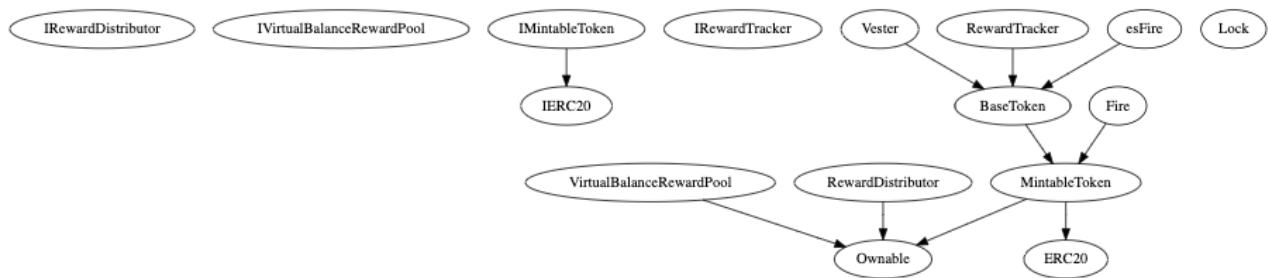 IRewardDistributor
IVirtualBalanceRewardPool
IMintableToken
IRewardTracker
Vester
RewardTracker
esFire
Lock
IERC20
BaseToken
Fire
VirtualBalanceRewardPool
RewardDistributor
MintableToken
Ownable
ERC20